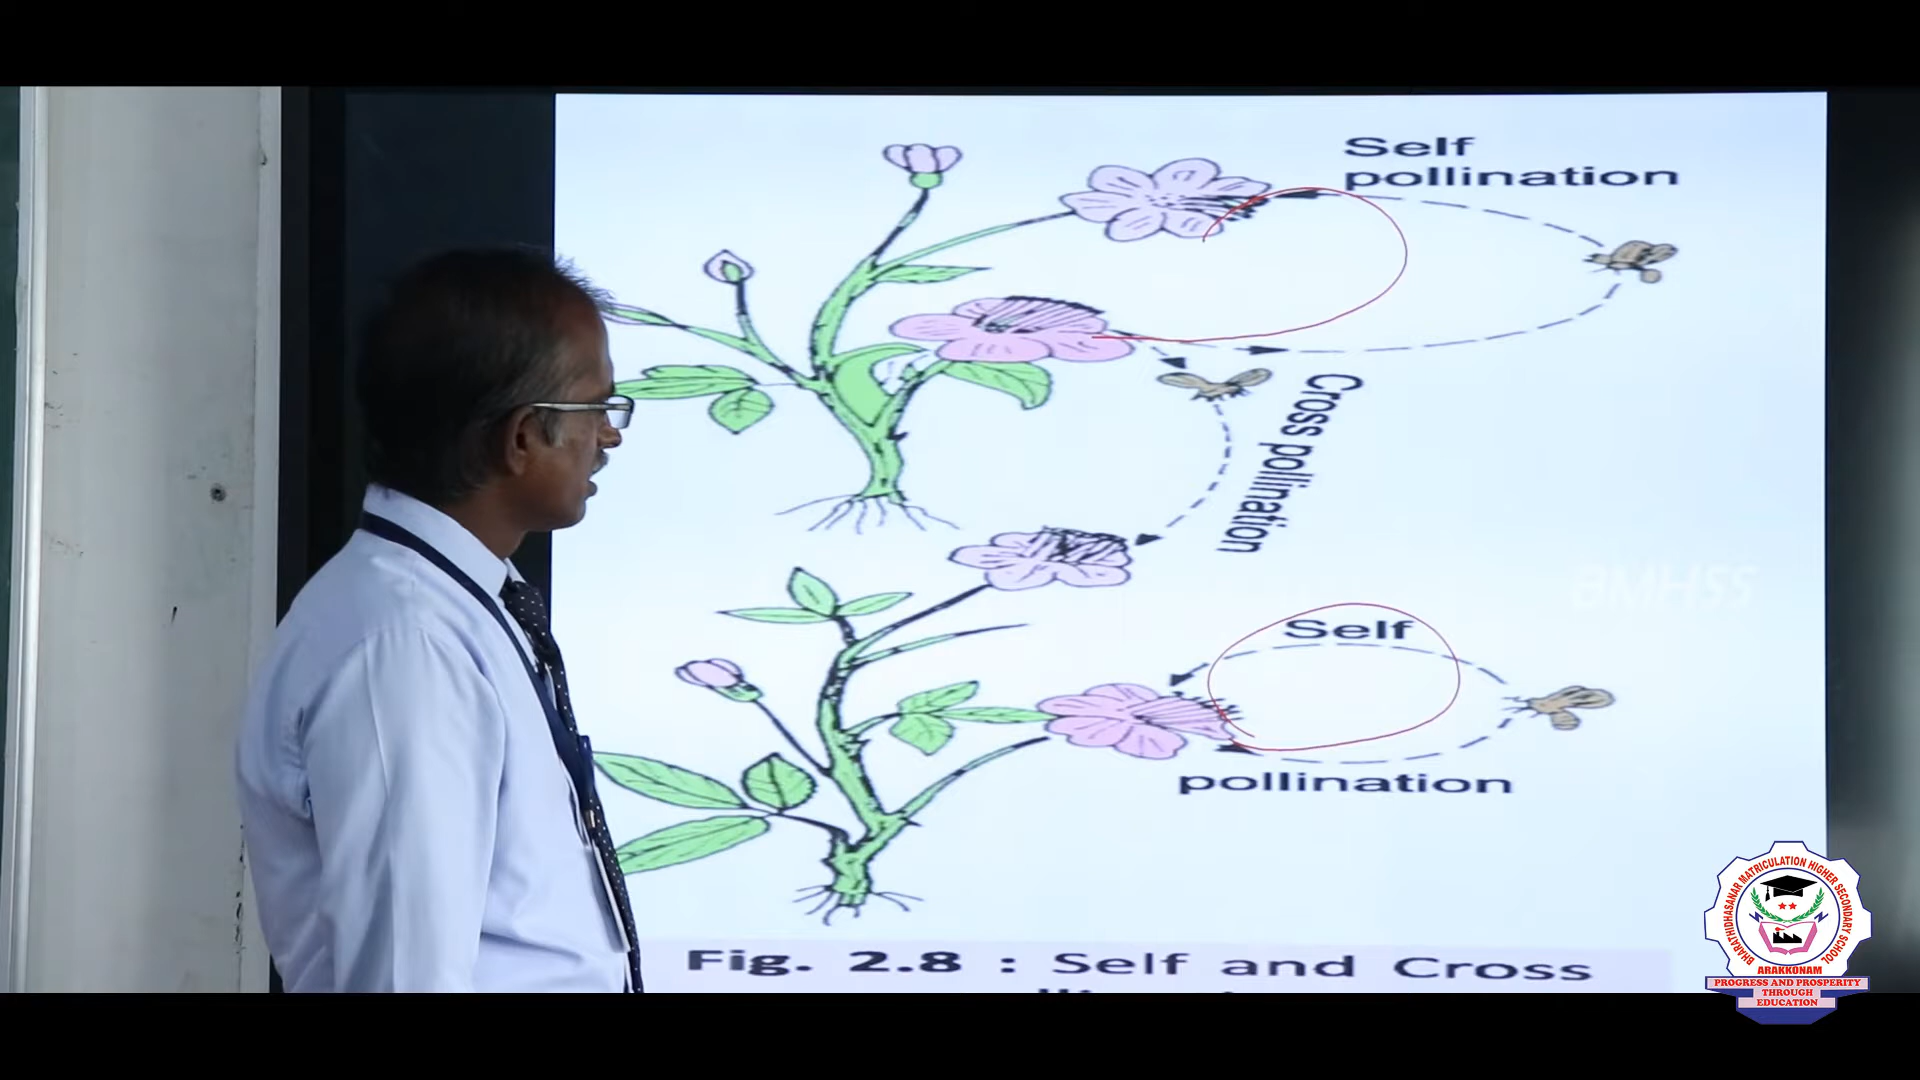 Self
pollination
Cross pollination
BMHSS
Self
pollination
Fig. 2.8 : Self and Cross
BHARATHIDHASANAR MATRICULATION HIGHER SECONDARY SCHOOL
ARAKKONAM
PROGRESS AND PROSPERITY
THROUGH
EDUCATION